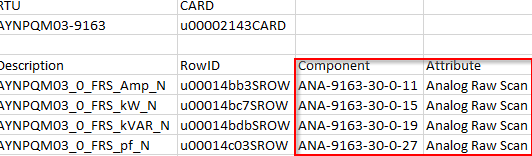 RTU CARD
AYNPQM03-9163 u00002143CARD
Description RowID Component Attribute
AYNPQM03_0_FRS_Amp_N u00014bb3SROW ANA-9163-30-0-11 Analog Raw Scan
AYNPQM03_0_FRS_kW_N u00014bc7SROW ANA-9163-30-0-15 Analog Raw Scan
AYNPQM03_0_FRS_kVAR_N u00014bdbSROW ANA-9163-30-0-19 Analog Raw Scan
AYNPQM03_0_FRS_pf_N u00014c03SROW ANA-9163-30-0-27 Analog Raw Scan